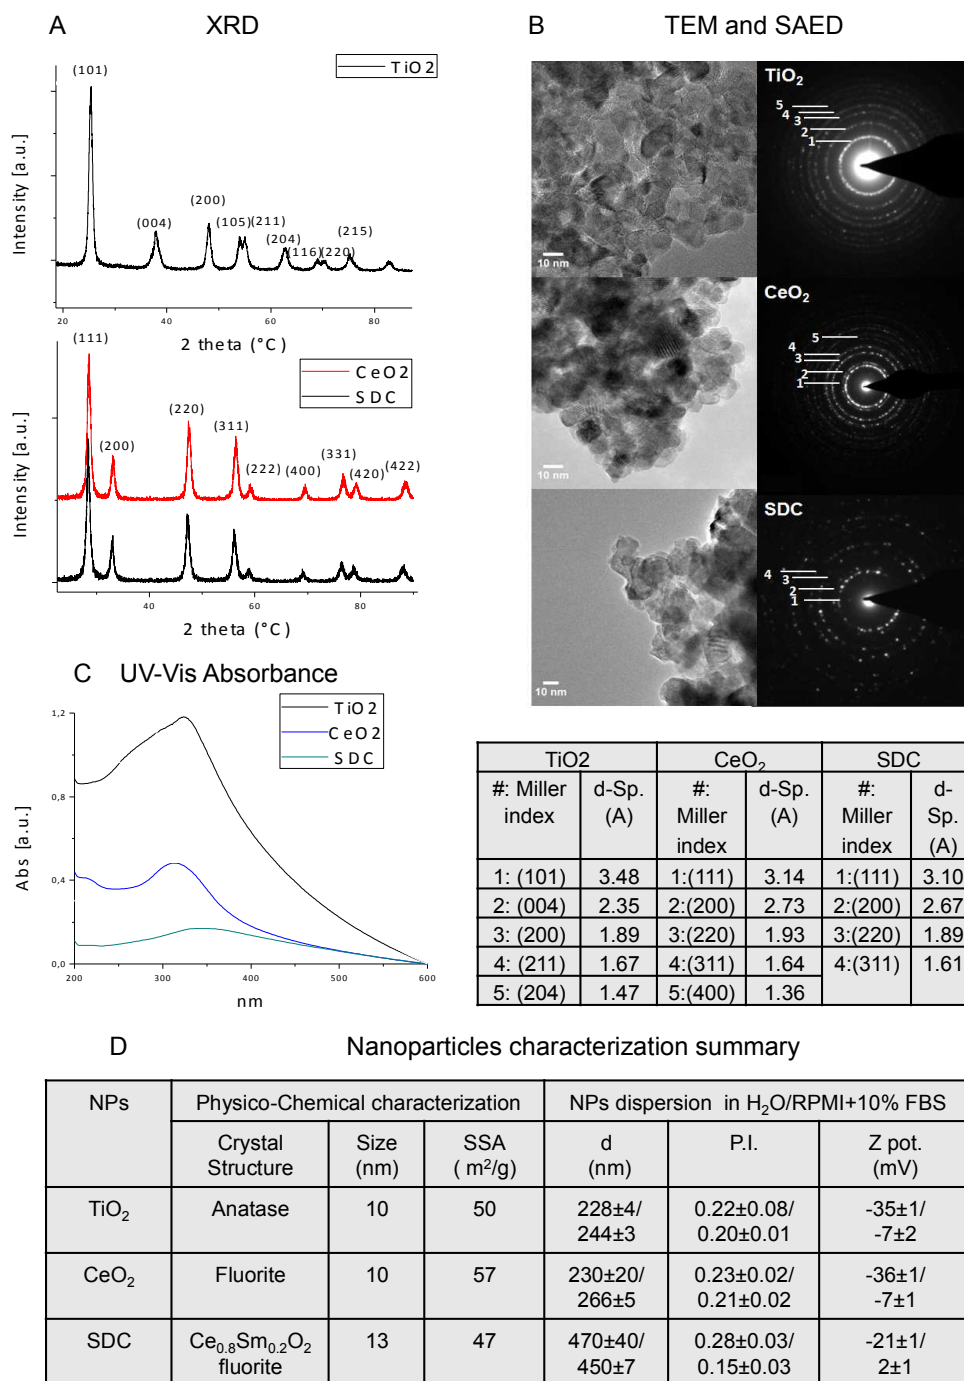 A XRD
TiO2
(101)
(004)
(200)
(105)
(211)
(204)
(116)
(220)
(215)
Intensity [a.u.]
20 40 60 80
2 theta (°C)
CeO2
SDC
(111)
(200)
(220)
(311)
(222)
(400)
(331)
(420)
(422)
Intensity [a.u.]
40 60 80
2 theta (°C)
B TEM and SAED
10 nm
TiO2
5
4
3
2
1
10 nm
CeO2
5
4
3
2
1
10 nm
SDC
4
3
2
1
C UV-Vis Absorbance
TiO2
CeO2
SDC
1,2
0,8
0,4
0,0
Abs [a.u.]
200 300 400 500 600
nm
TiO2 CeO2 SDC
#: Miller index d-Sp. (A) #: Miller index d-Sp. (A) #: Miller index d-Sp. (A)
1: (101) 3.48 1:(111) 3.14 1:(111) 3.10
2: (004) 2.35 2:(200) 2.73 2:(200) 2.67
3: (200) 1.89 3:(220) 1.93 3:(220) 1.89
4: (211) 1.67 4:(311) 1.64 4:(311) 1.61
5: (204) 1.47 5:(400) 1.36
D Nanoparticles characterization summary
NPs Physico-Chemical characterization NPs dispersion in H2O/RPMI+10% FBS
Crystal Structure Size (nm) SSA ( m²/g) d (nm) P.I. Z pot. (mV)
TiO2 Anatase 10 50 228±4/ 244±3 0.22±0.08/ 0.20±0.01 -35±1/ -7±2
CeO2 Fluorite 10 57 230±20/ 266±5 0.23±0.02/ 0.21±0.02 -36±1/ -7±1
SDC Ce0.8Sm0.2O2 fluorite 13 47 470±40/ 450±7 0.28±0.03/ 0.15±0.03 -21±1/ 2±1